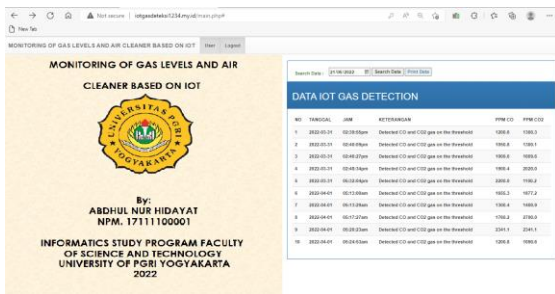 Not secure | iotgasdeteksi1234.my.id/main.php#
New Tab
MONITORING OF GAS LEVELS AND AIR CLEANER BASED ON IOT User Logout
MONITORING OF GAS LEVELS AND AIR
CLEANER BASED ON IOT
UNIVERSITAS PGRI
YOGYAKARTA
By:
ABDHUL NUR HIDAYAT
NPM. 17111100001
INFORMATICS STUDY PROGRAM FACULTY
OF SCIENCE AND TECHNOLOGY
UNIVERSITY OF PGRI YOGYAKARTA
2022
Search Date : Search Date Print Data
DATA IOT GAS DETECTION
NO TANGGAL JAM KETERANGAN PPM CO PPM CO2
1 2022-03-31 Detected CO and CO2 gas on the threshold
2 2022-03-31 Detected CO and CO2 gas on the threshold
3 2022-03-31 Detected CO and CO2 gas on the threshold
4 2022-03-31 Detected CO and CO2 gas on the threshold
5 2022-03-31 Detected CO and CO2 gas on the threshold
6 2022-04-01 Detected CO and CO2 gas on the threshold
7 2022-04-01 Detected CO and CO2 gas on the threshold
8 2022-04-01 Detected CO and CO2 gas on the threshold
9 2022-04-01 Detected CO and CO2 gas on the threshold 2341.1 2341.1
10 2022-04-01 Detected CO and CO2 gas on the threshold